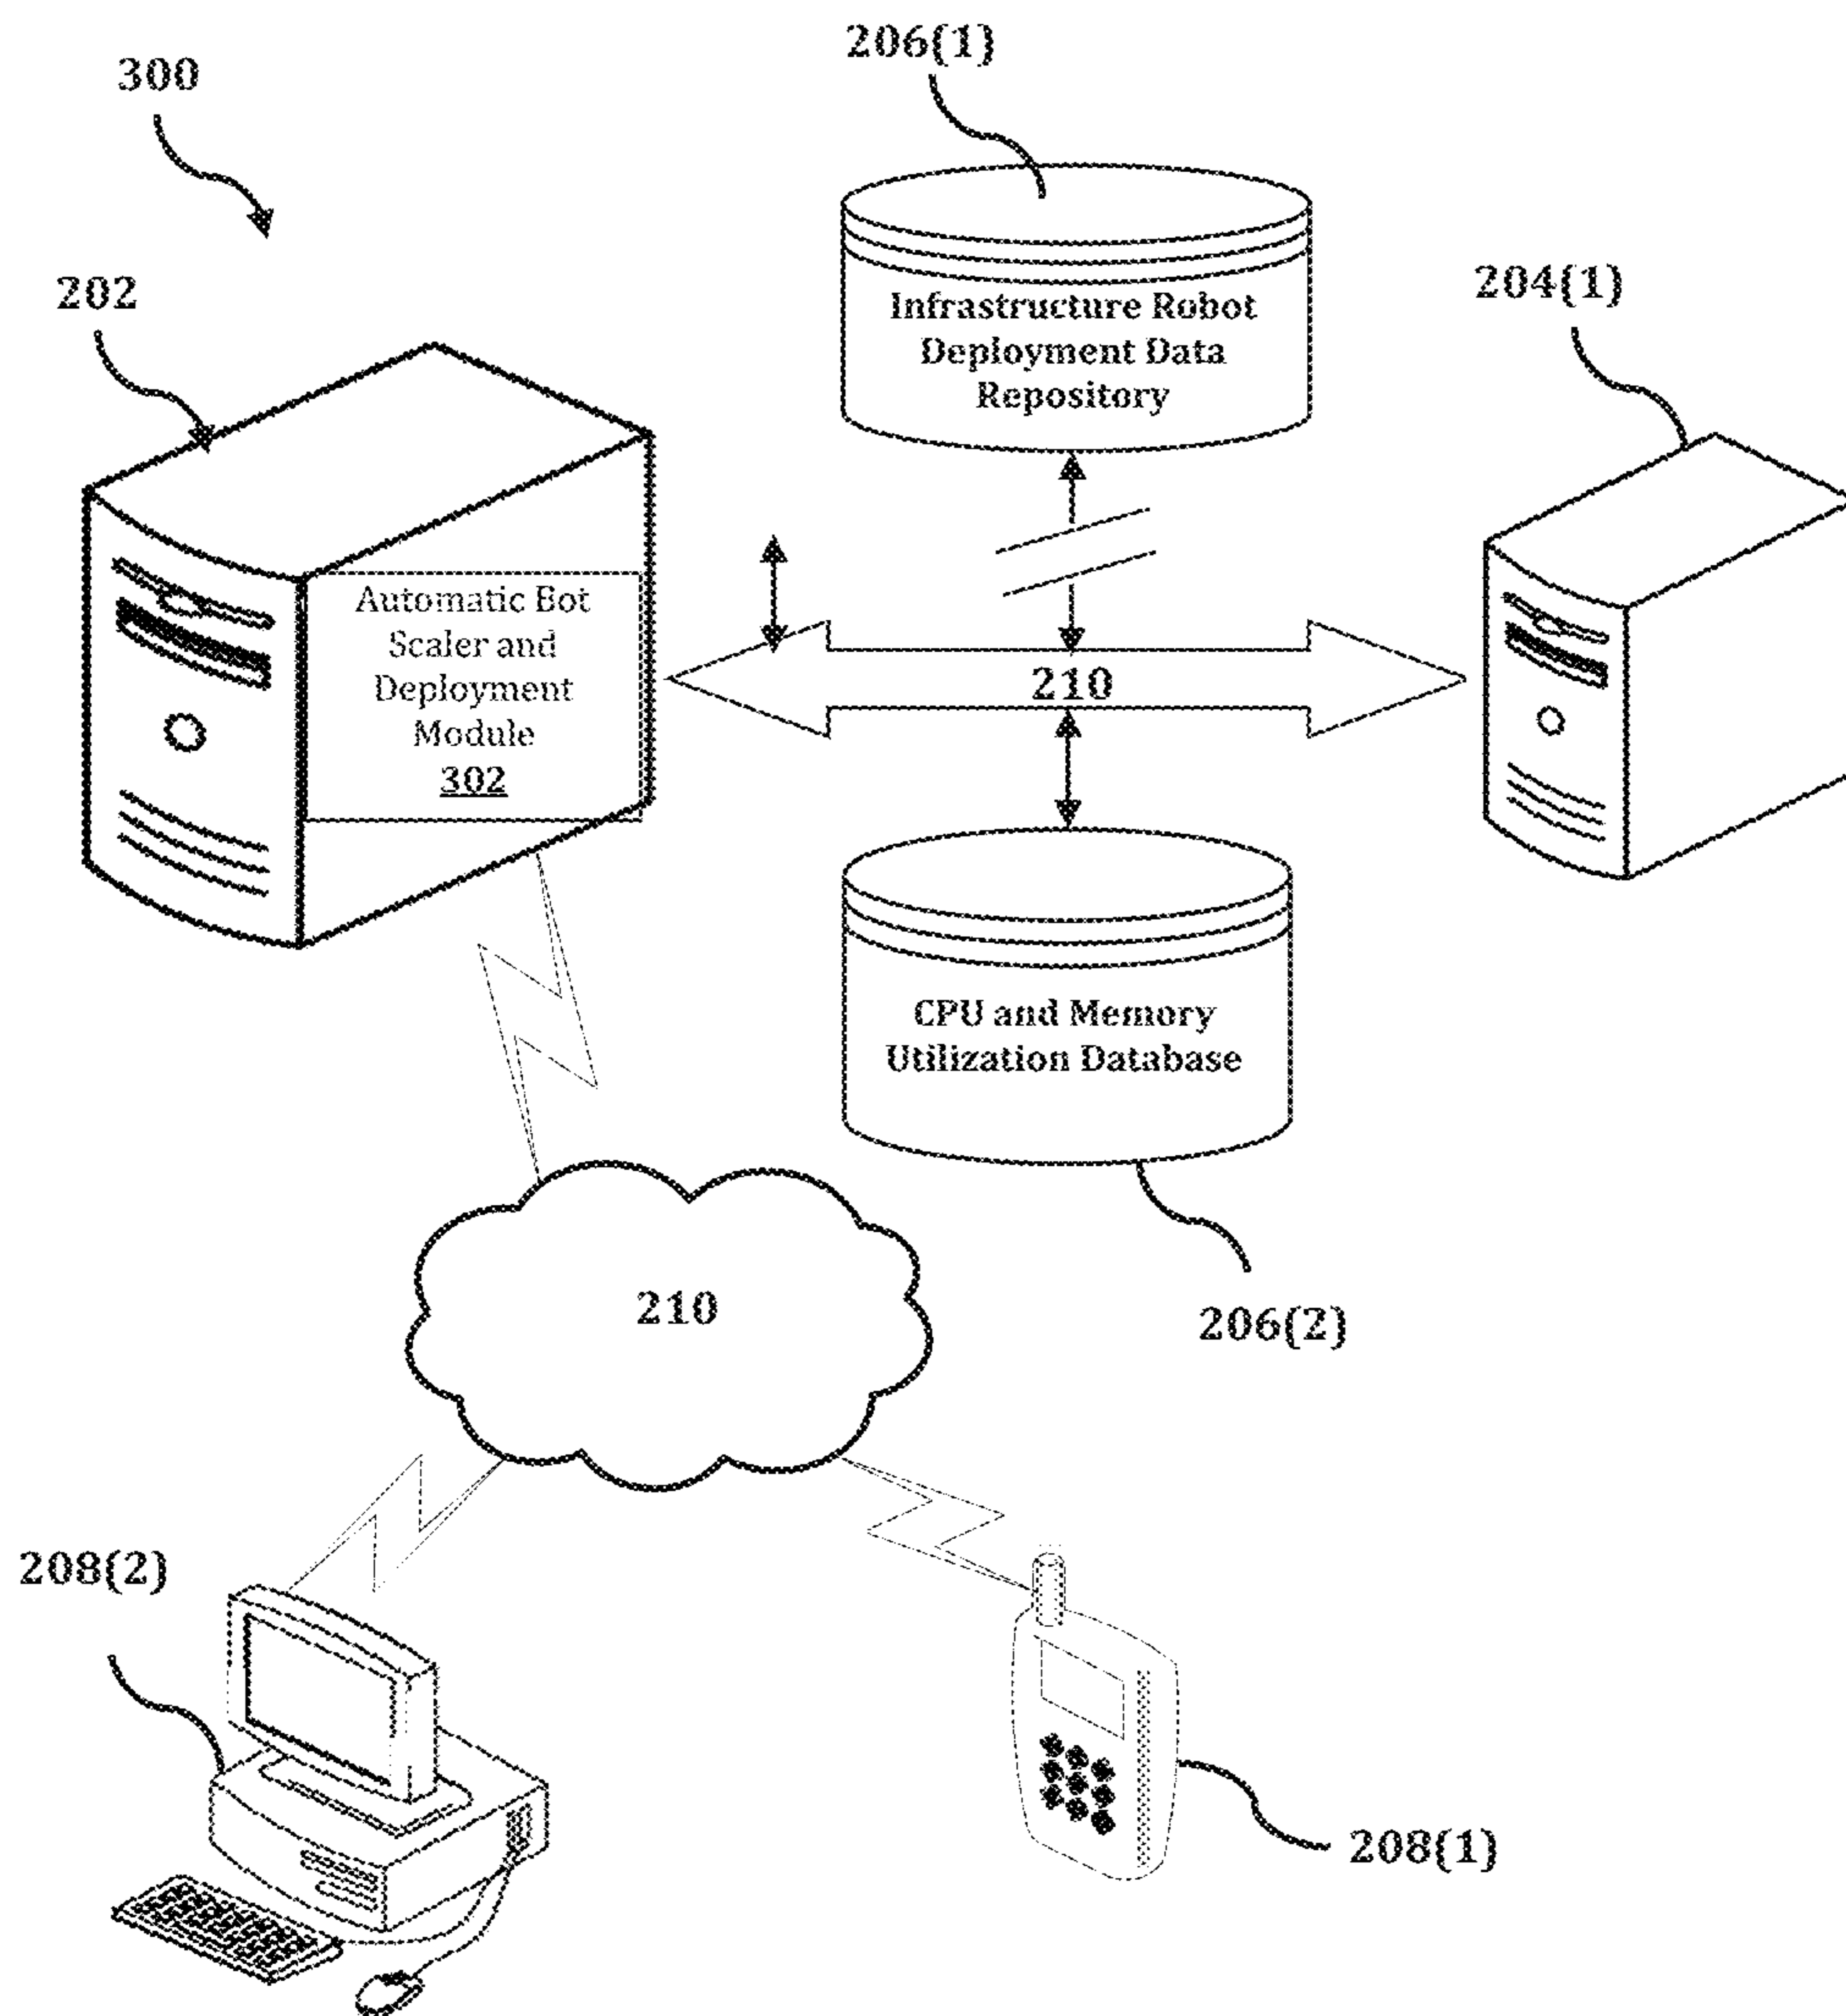 206(1)
300
202
Infrastructure Robot
Deployment Data
Repository
204(1)
Automatic Bot
Scaler and
Deployment
Module
302
210
CPU and Memory
Utilization Database
206(2)
210
208(2)
208(1)